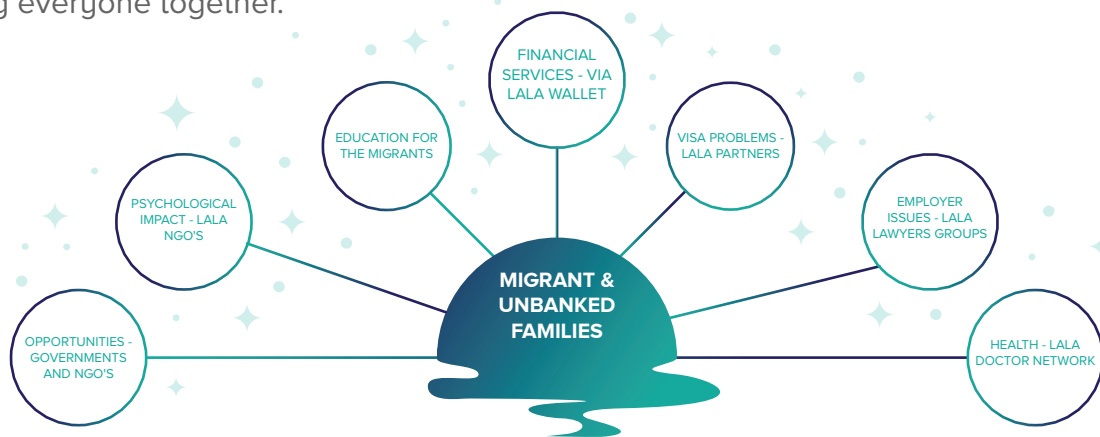 everyone together.
FINANCIAL
SERVICES - VIA
LALA WALLET
EDUCATION FOR
THE MIGRANTS
VISA PROBLEMS -
LALA PARTNERS
PSYCHOLOGICAL
IMPACT - LALA
NGO'S
EMPLOYER
ISSUES - LALA
LAWYERS GROUPS
MIGRANT &
UNBANKED
FAMILIES
OPPORTUNITIES -
GOVERNMENTS
AND NGO'S
HEALTH - LALA
DOCTOR NETWORK